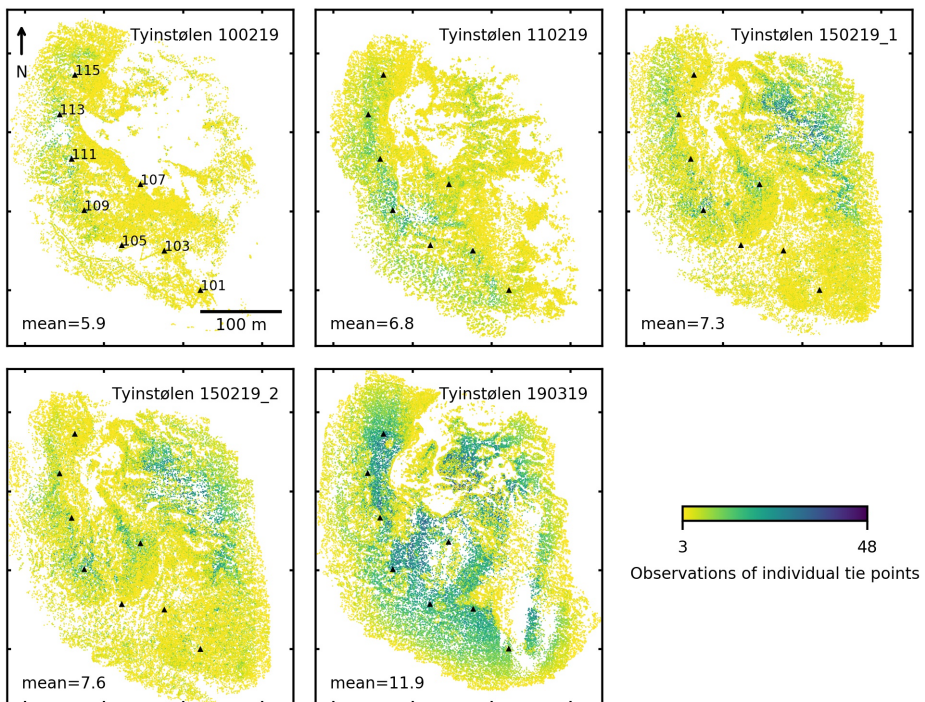 Tyinstølen 100219
N
115
113
111
107
109
105
103
101
100 m
mean=5.9
Tyinstølen 110219
mean=6.8
Tyinstølen 150219_1
mean=7.3
Tyinstølen 150219_2
mean=7.6
Tyinstølen 190319
mean=11.9
3 48
Observations of individual tie points